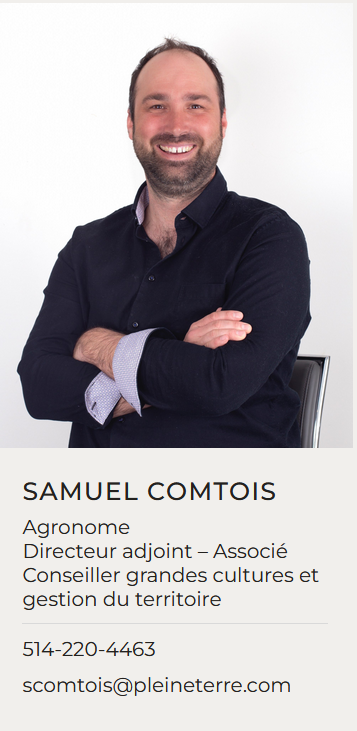 SAMUEL COMTOIS
Agronome
Directeur adjoint – Associé
Conseiller grandes cultures et
gestion du territoire
514-220-4463
scomtois@pleineterre.com